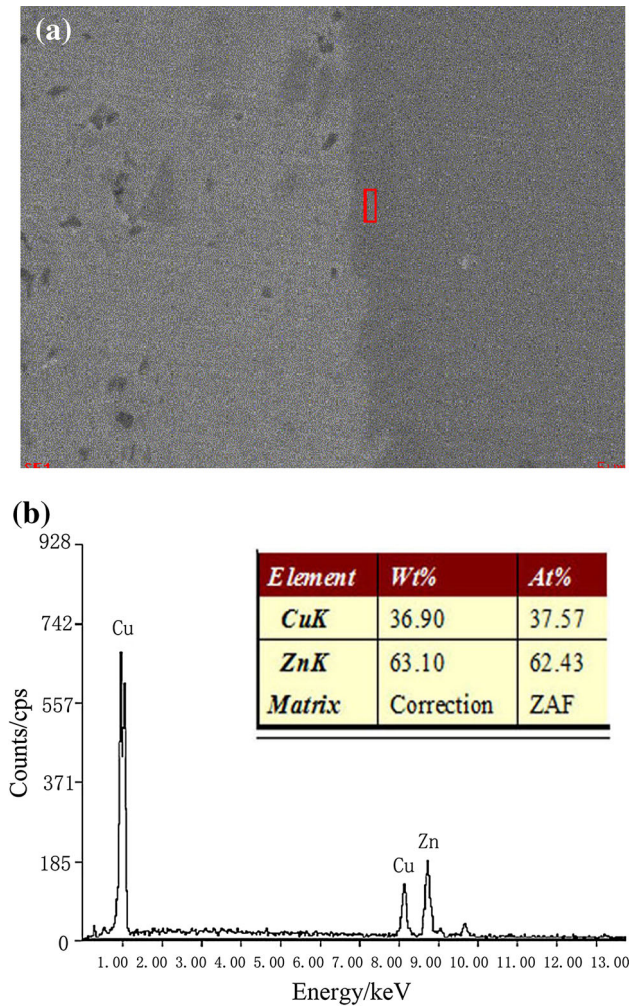 (a)
(b)
928
742
557
371
185
0
Counts/cps
Cu
Cu
Zn
Element Wt% At%
CuK 36.90 37.57
ZnK 63.10 62.43
Matrix Correction ZAF
1.00 2.00 3.00 4.00 5.00 6.00 7.00 8.00 9.00 10.00 11.00 12.00 13.00
Energy/keV